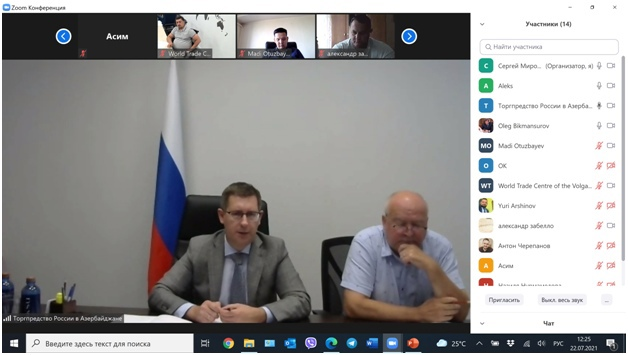 Zoom Конференция
Асим
World Trade C...
Madi Otuzbay...
александр за...
Торгпредство России в Азербайджане
Участники (14)
Найти участника
С Сергей Миро... (Организатор, я)
A Aleks
Т Торгпредство России в Азерба...
Oleg Bikmansurov
MO Madi Otuzbayev
O OK
WT World Trade Centre of the Volga...
Yuri Arshinov
александр забелло
Антон Черепанов
А Асим
Пригласить
Выкл. весь звук
...
Чат
Введите здесь текст для поиска
25°C
РУС
12:25
22.07.2021